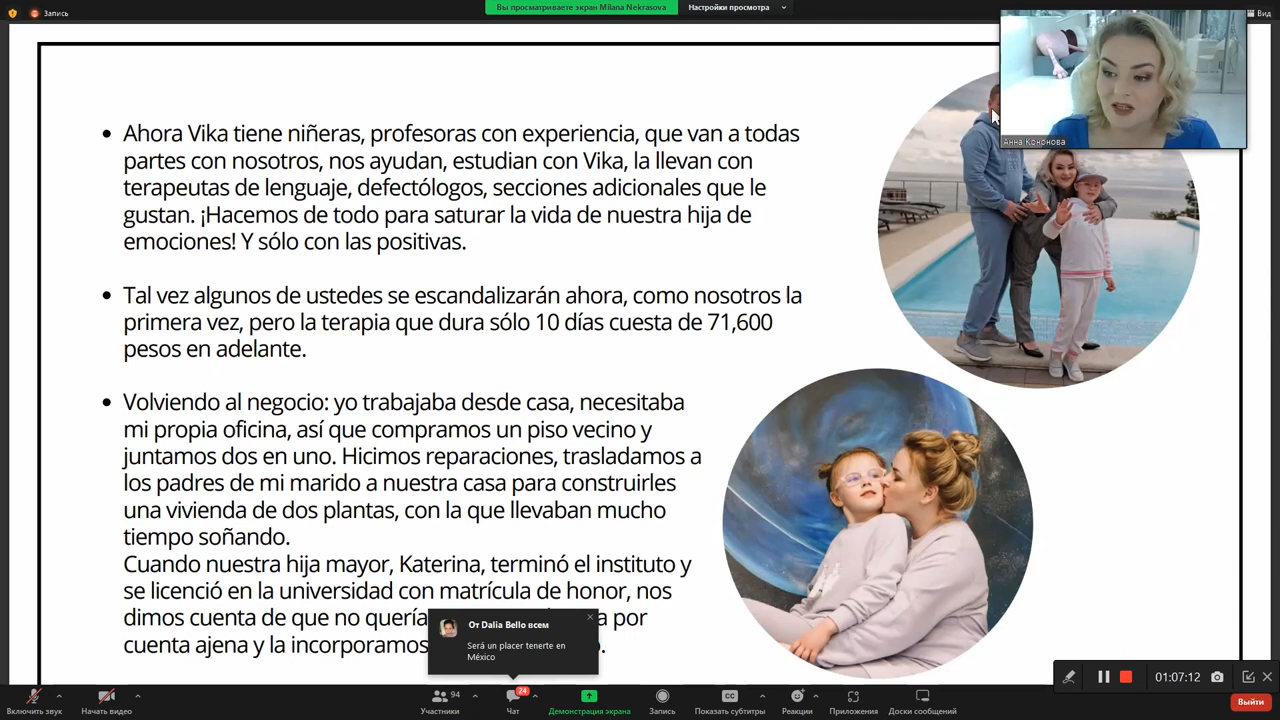 Запись
Вы просматриваете экран Milana Nekrasova
Настройки просмотра
Вид
Анна Кононова
• Ahora Vika tiene niñeras, profesoras con experiencia, que van a todas
partes con nosotros, nos ayudan, estudian con Vika, la llevan con
terapeutas de lenguaje, defectólogos, secciones adicionales que le
gustan. ¡Hacemos de todo para saturar la vida de nuestra hija de
emociones! Y sólo con las positivas.
• Tal vez algunos de ustedes se escandalizarán ahora, como nosotros la
primera vez, pero la terapia que dura sólo 10 días cuesta de 71,600
pesos en adelante.
• Volviendo al negocio: yo trabajaba desde casa, necesitaba
mi propia oficina, así que compramos un piso vecino y
juntamos dos en uno. Hicimos reparaciones, trasladamos a
los padres de mi marido a nuestra casa para construirles
una vivienda de dos plantas, con la que llevaban mucho
tiempo soñando.
Cuando nuestra hija mayor, Katerina, terminó el instituto y
se licenció en la universidad con matrícula de honor, nos
dimos cuenta de que no quería a por
cuenta ajena y la incorporamos
От Dalia Bello всем
Será un placer tenerte en
México
01:07:12
Включить звук
Начать видео
94
Участники
24
Чат
Демонстрация экрана
Запись
CC
Показать субтитры
Реакции
Приложения
Доски сообщений
Выйти